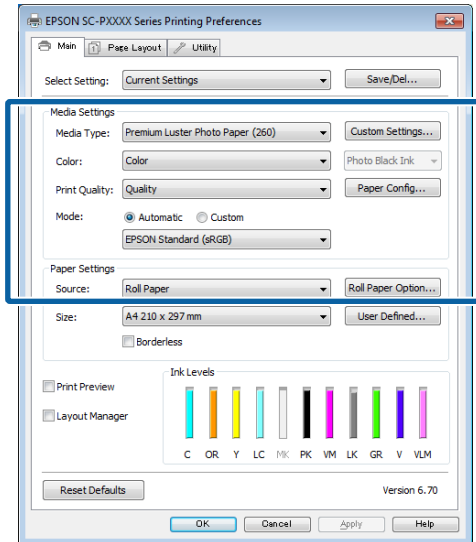 EPSON SC-PXXXX Series Printing Preferences
Main Page Layout Utility
Select Setting: Current Settings Save/Del...
Media Settings
Media Type: Premium Luster Photo Paper (260) Custom Settings...
Color: Color Photo Black Ink
Print Quality: Quality Paper Config...
Mode: Automatic Custom
EPSON Standard (sRGB)
Paper Settings
Source: Roll Paper Roll Paper Option...
Size: A4 210 x 297 mm User Defined...
Borderless
Ink Levels
Print Preview
Layout Manager
C OR Y LC MK PK VM LK GR V VLM
Reset Defaults Version 6.70
OK Cancel Apply Help